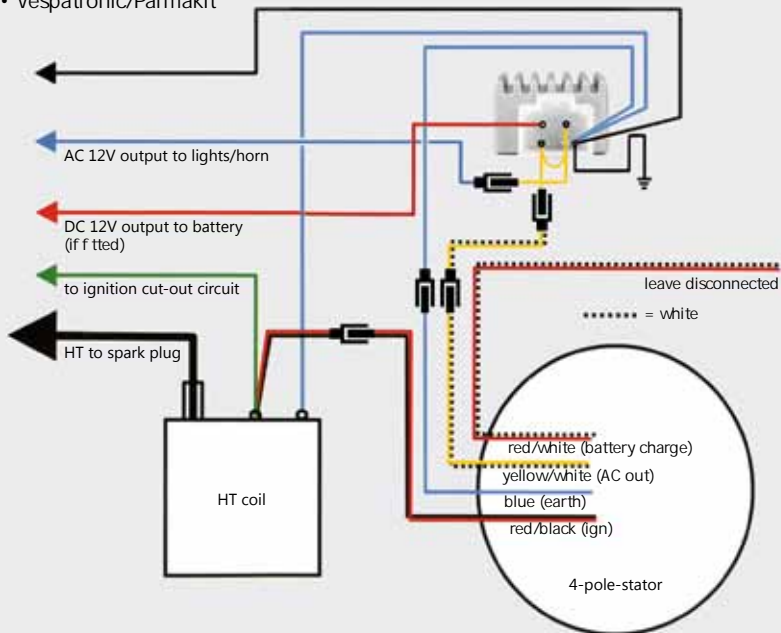 • Vespatronic/Parmakit
AC 12V output to lights/horn
DC 12V output to battery
(if f tted)
to ignition cut-out circuit
leave disconnected
= white
HT to spark plug
red/white (battery charge)
yellow/white (AC out)
HT coil
blue (earth)
red/black (ign)
4-pole-stator